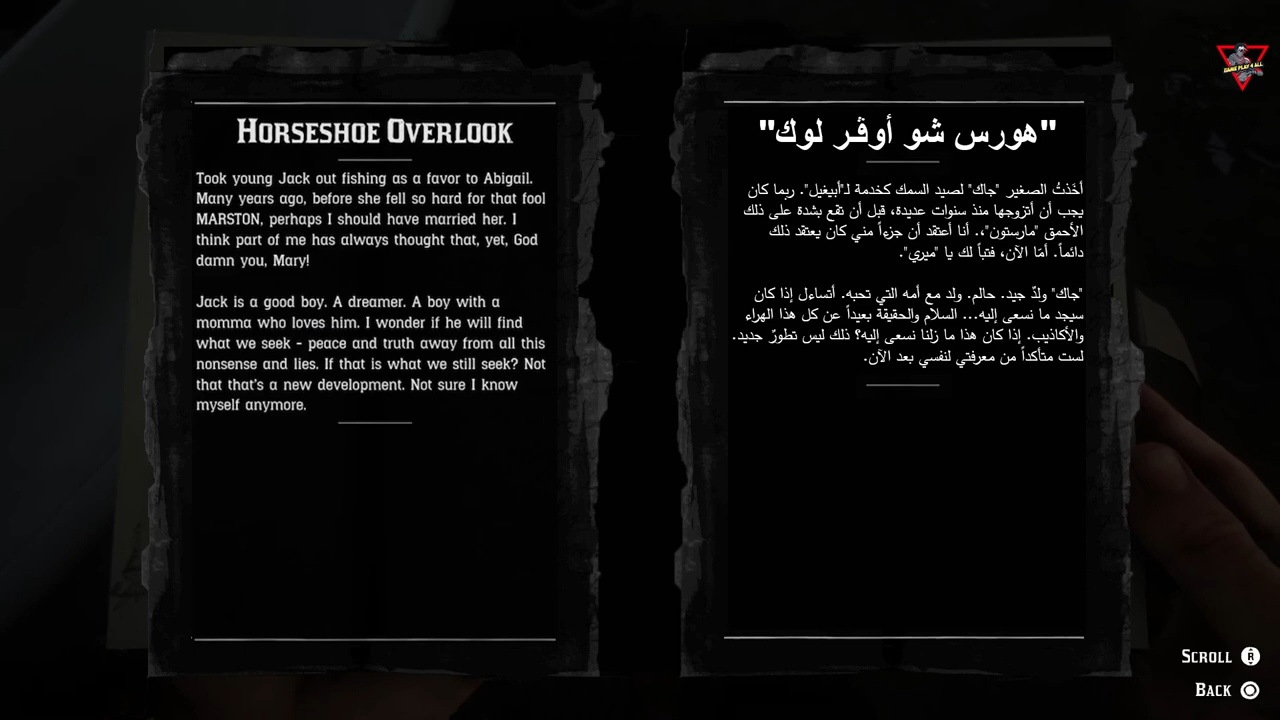 HORSESHOE OVERLOOK
Took young Jack out fishing as a favor to Abigail.
Many years ago, before she fell so hard for that fool
MARSTON, perhaps I should have married her. I
think part of me has always thought that, yet, God
damn you, Mary!
Jack is a good boy. A dreamer. A boy with a
momma who loves him. I wonder if he will find
what we seek - peace and truth away from all this
nonsense and lies. If that is what we still seek? Not
that that's a new development. Not sure I know
myself anymore.
"هورس شو أوڤر لوك"
أخَذتُ الصغير "جاك" لصيد السمك كخدمة لـ"أبيغيل". ربما كان
يجب أن أتزوجها منذ سنوات عديدة، قبل أن تقع بشدة على ذلك
الأحمق "مارستون"،. أنا أعتقد أن جزءاً مني كان يعتقد ذلك
دائماً. أمّا الآن، فتباً لك يا "ميري".
"جاك" ولدٌ جيد. حالم. ولد مع أمه التي تحبه. أتساءل إذا كان
سيجد ما نسعى إليه... السلام والحقيقة بعيداً عن كل هذا الهراء
والأكاذيب. إذا كان هذا ما زلنا نسعى إليه؟ ذلك ليس تطورٌ جديد.
لست متأكداً من معرفتي لنفسي بعد الآن.
GAME PLAY 4 ALL
SCROLL R
BACK